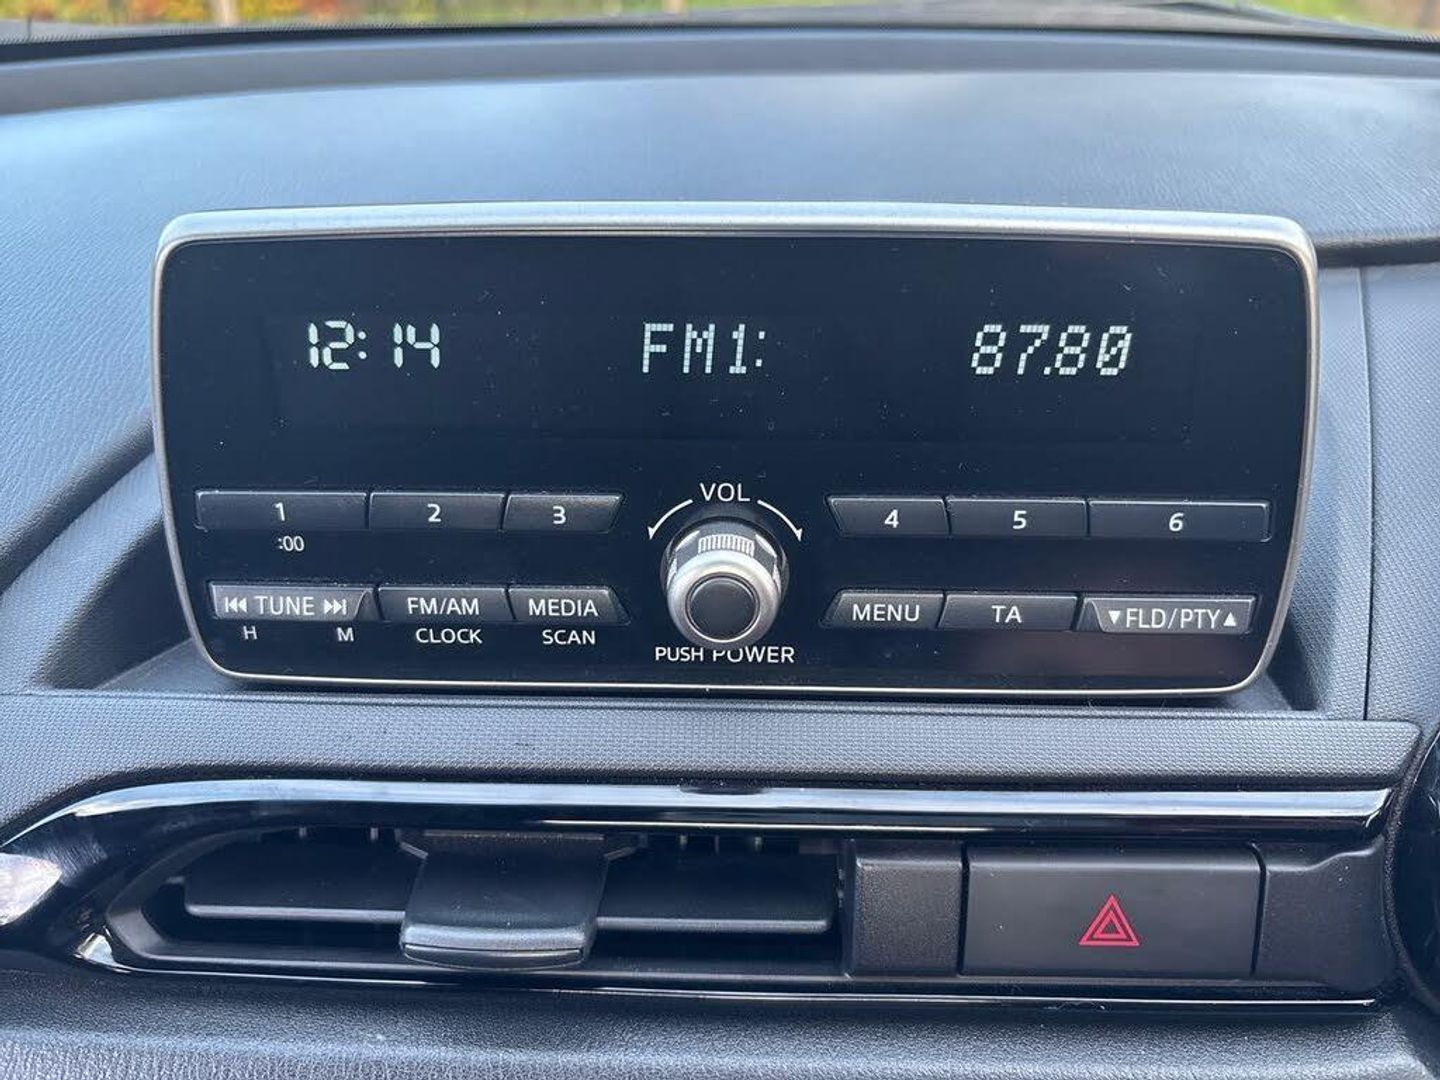 12:14 FM1: 87.80
VOL
1 2 3 4 5 6
:00
⏮ TUNE ⏭ FM/AM MEDIA MENU TA ▼FLD/PTY▲
H M CLOCK SCAN
PUSH POWER